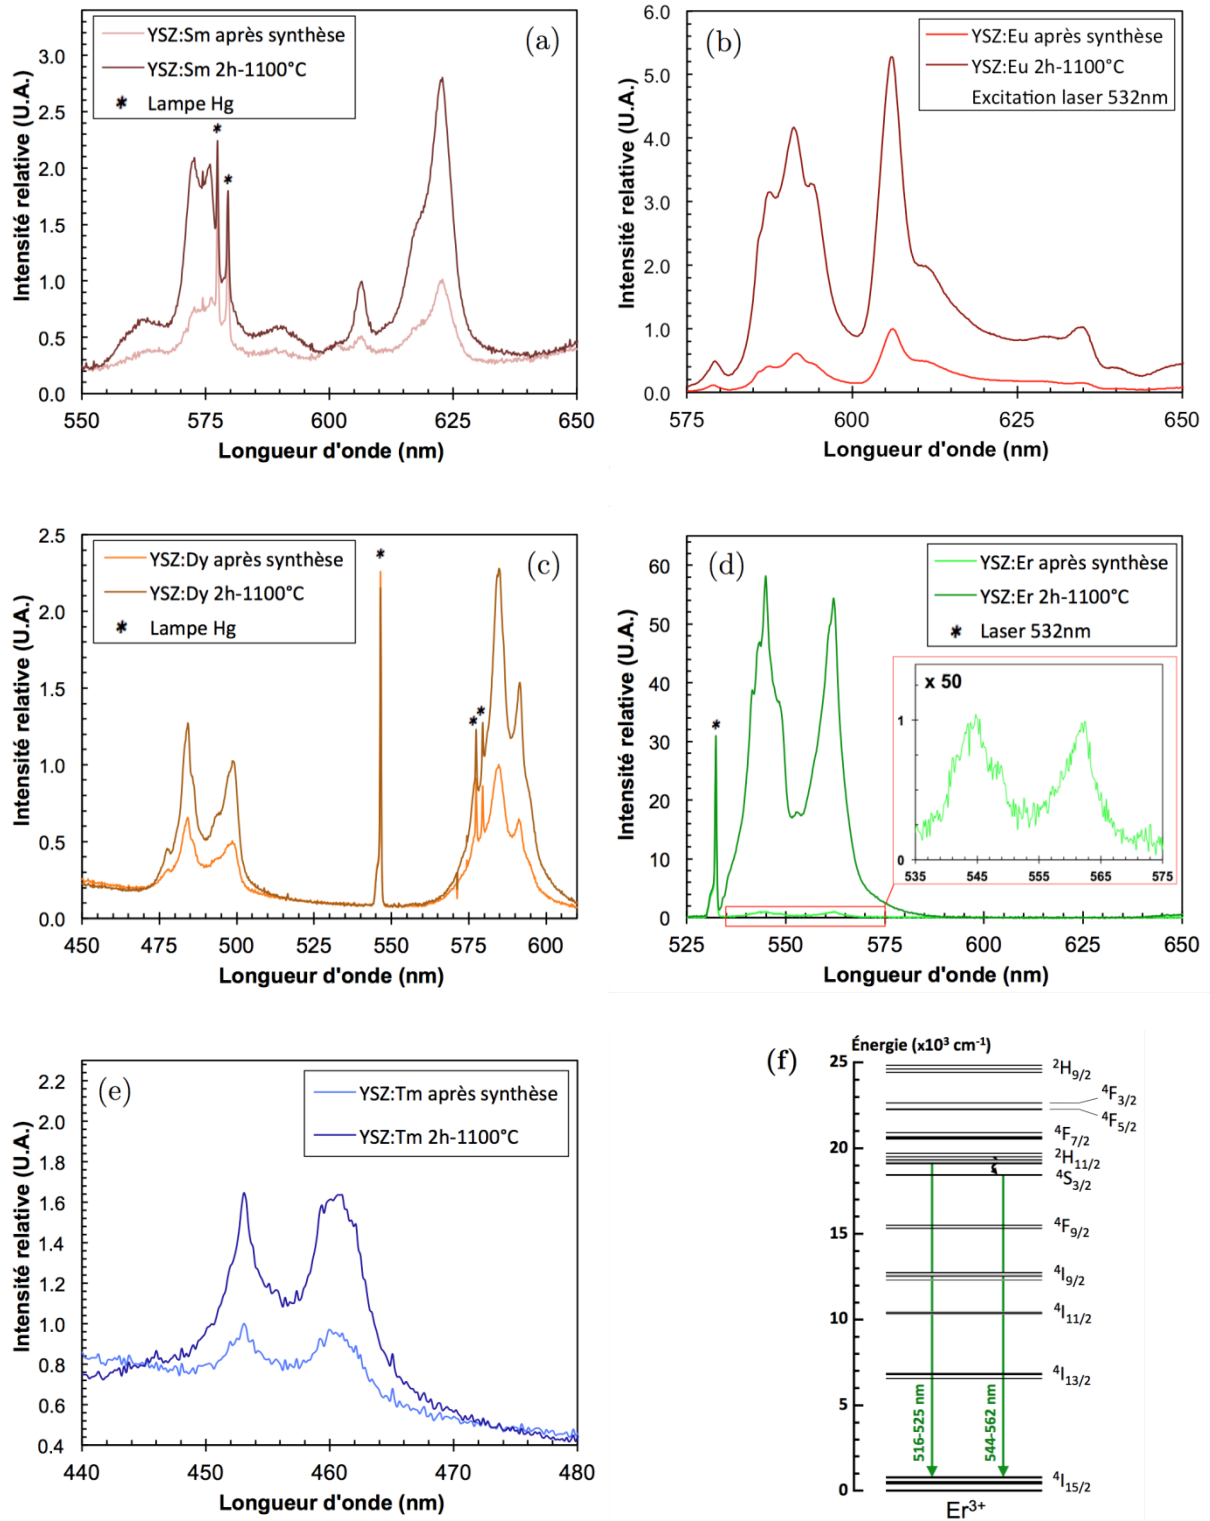 (a)
YSZ:Sm après synthèse
YSZ:Sm 2h-1100°C
* Lampe Hg
*
*
Intensité relative (U.A.)
3.0
2.5
2.0
1.5
1.0
0.5
0.0
550 575 600 625 650
Longueur d'onde (nm)
(b)
YSZ:Eu après synthèse
YSZ:Eu 2h-1100°C
Excitation laser 532nm
Intensité relative (U.A.)
6.0
5.0
4.0
3.0
2.0
1.0
0.0
575 600 625 650
Longueur d'onde (nm)
(c)
YSZ:Dy après synthèse
YSZ:Dy 2h-1100°C
* Lampe Hg
*
* *
Intensité relative (U.A.)
2.5
2.0
1.5
1.0
0.5
0.0
450 475 500 525 550 575 600
Longueur d'onde (nm)
(d)
YSZ:Er après synthèse
YSZ:Er 2h-1100°C
* Laser 532nm
*
Intensité relative (U.A.)
60
50
40
30
20
10
0
525 550 575 600 625 650
Longueur d'onde (nm)
x 50
1
0
535 545 555 565 575
(e)
YSZ:Tm après synthèse
YSZ:Tm 2h-1100°C
Intensité relative (U.A.)
2.2
2.0
1.8
1.6
1.4
1.2
1.0
0.8
0.6
0.4
440 450 460 470 480
Longueur d'onde (nm)
(f)
Énergie (x10³ cm⁻¹)
25
20
15
10
5
0
²H₉/₂
⁴F₃/₂
⁴F₅/₂
⁴F₇/₂
²H₁₁/₂
⁴S₃/₂
⁴F₉/₂
⁴I₉/₂
⁴I₁₁/₂
⁴I₁₃/₂
⁴I₁₅/₂
516-525 nm
544-562 nm
Er³⁺